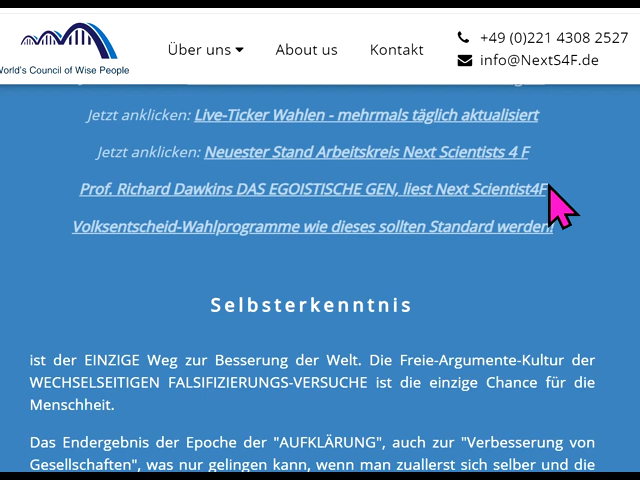 Über uns
About us
Kontakt
+49 (0)221 4308 2527
info@NextS4F.de
World's Council of Wise People
Jetzt anklicken: Live-Ticker Wahlen - mehrmals täglich aktualisiert
Jetzt anklicken: Neuester Stand Arbeitskreis Next Scientists 4 F
Prof. Richard Dawkins DAS EGOISTISCHE GEN, liest Next Scientist4F
Volksentscheid-Wahlprogramme wie dieses sollten Standard werden!
Selbsterkenntnis
ist der EINZIGE Weg zur Besserung der Welt. Die Freie-Argumente-Kultur der
WECHSELSEITIGEN FALSIFIZIERUNGS-VERSUCHE ist die einzige Chance für die
Menschheit.
Das Endergebnis der Epoche der "AUFKLÄRUNG", auch zur "Verbesserung von
Gesellschaften", was nur gelingen kann, wenn man zuallerst sich selber und die